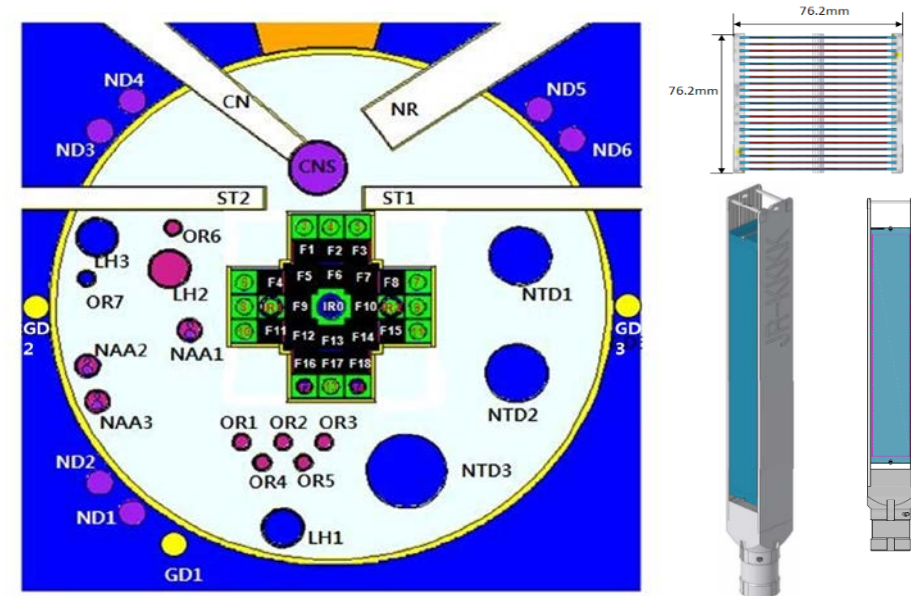 76.2mm
76.2mm
ND4
ND5
CN
NR
ND3
ND6
CNS
ST2
ST1
OR6
F1 F2 F3
LH3
F4 F5 F6 F7 F8
OR7
LH2
NTD1
F9 IR0 F10
GD
2
GD
3
NAA1
F11 F12 F13 F14 F15
NAA2
F16 F17 F18
NAA3
NTD2
OR1 OR2 OR3
ND2
OR4 OR5
NTD3
ND1
LH1
GD1